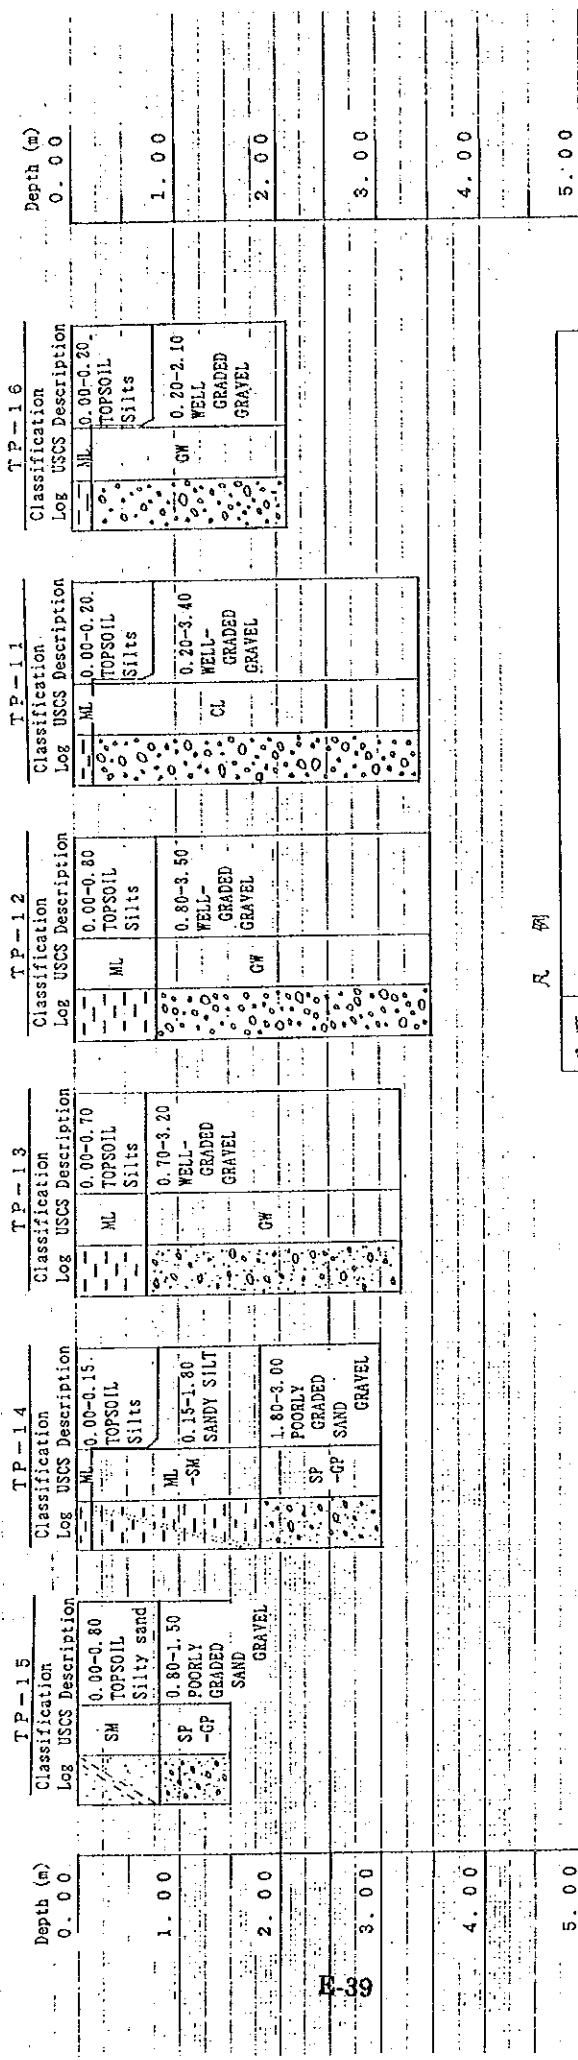 Depth (m)
0.00
1.00
2.00
3.00
4.00
5.00
TP-15
Classification
Log USCS Description
SM
0.00-0.80
TOPSOIL
Silty sand
SP
-GP
0.80-1.50
POORLY
GRADED
SAND
GRAVEL
TP-14
Classification
Log USCS Description
ML
0.00-0.15
TOPSOIL
Silts
ML
-SM
0.15-1.80
SANDY SILT
SP
-GP
1.80-3.00
POORLY
GRADED
SAND
GRAVEL
TP-13
Classification
Log USCS Description
ML
0.00-0.70
TOPSOIL
Silts
GW
0.70-3.20
WELL-
GRADED
GRAVEL
TP-12
Classification
Log USCS Description
ML
0.00-0.80
TOPSOIL
Silts
GW
0.80-3.50
WELL-
GRADED
GRAVEL
TP-11
Classification
Log USCS Description
ML
0.00-0.20
TOPSOIL
Silts
CL
0.20-3.40
WELL-
GRADED
GRAVEL
TP-16
Classification
Log USCS Description
ML
0.00-0.20
TOPSOIL
Silts
GW
0.20-2.10
WELL
GRADED
GRAVEL
Depth (m)
0.00
1.00
2.00
3.00
4.00
5.00
凡例
E-39